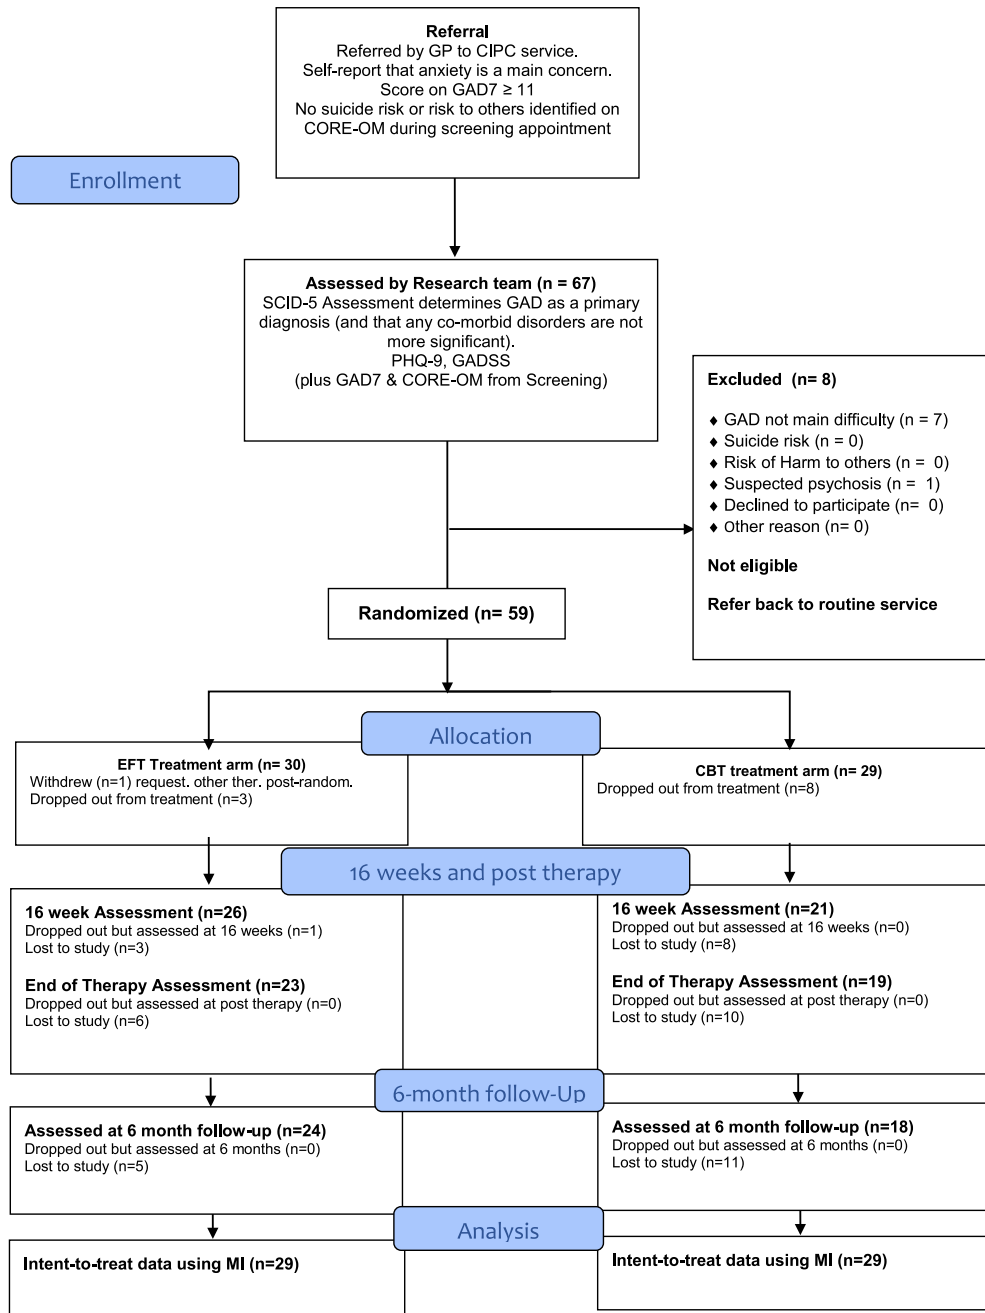 Referral
Referred by GP to CIPC service.
Self-report that anxiety is a main concern.
Score on GAD7 ≥ 11
No suicide risk or risk to others identified on
CORE-OM during screening appointment
Enrollment
Assessed by Research team (n = 67)
SCID-5 Assessment determines GAD as a primary
diagnosis (and that any co-morbid disorders are not
more significant).
PHQ-9, GADSS
(plus GAD7 & CORE-OM from Screening)
Excluded (n= 8)
♦ GAD not main difficulty (n = 7)
♦ Suicide risk (n = 0)
♦ Risk of Harm to others (n = 0)
♦ Suspected psychosis (n = 1)
♦ Declined to participate (n= 0)
♦ Other reason (n= 0)
Not eligible
Refer back to routine service
Randomized (n= 59)
Allocation
EFT Treatment arm (n= 30)
Withdrew (n=1) request. other ther. post-random.
Dropped out from treatment (n=3)
CBT treatment arm (n= 29)
Dropped out from treatment (n=8)
16 weeks and post therapy
16 week Assessment (n=26)
Dropped out but assessed at 16 weeks (n=1)
Lost to study (n=3)
End of Therapy Assessment (n=23)
Dropped out but assessed at post therapy (n=0)
Lost to study (n=6)
16 week Assessment (n=21)
Dropped out but assessed at 16 weeks (n=0)
Lost to study (n=8)
End of Therapy Assessment (n=19)
Dropped out but assessed at post therapy (n=0)
Lost to study (n=10)
6-month follow-Up
Assessed at 6 month follow-up (n=24)
Dropped out but assessed at 6 months (n=0)
Lost to study (n=5)
Assessed at 6 month follow-up (n=18)
Dropped out but assessed at 6 months (n=0)
Lost to study (n=11)
Analysis
Intent-to-treat data using MI (n=29)
Intent-to-treat data using MI (n=29)